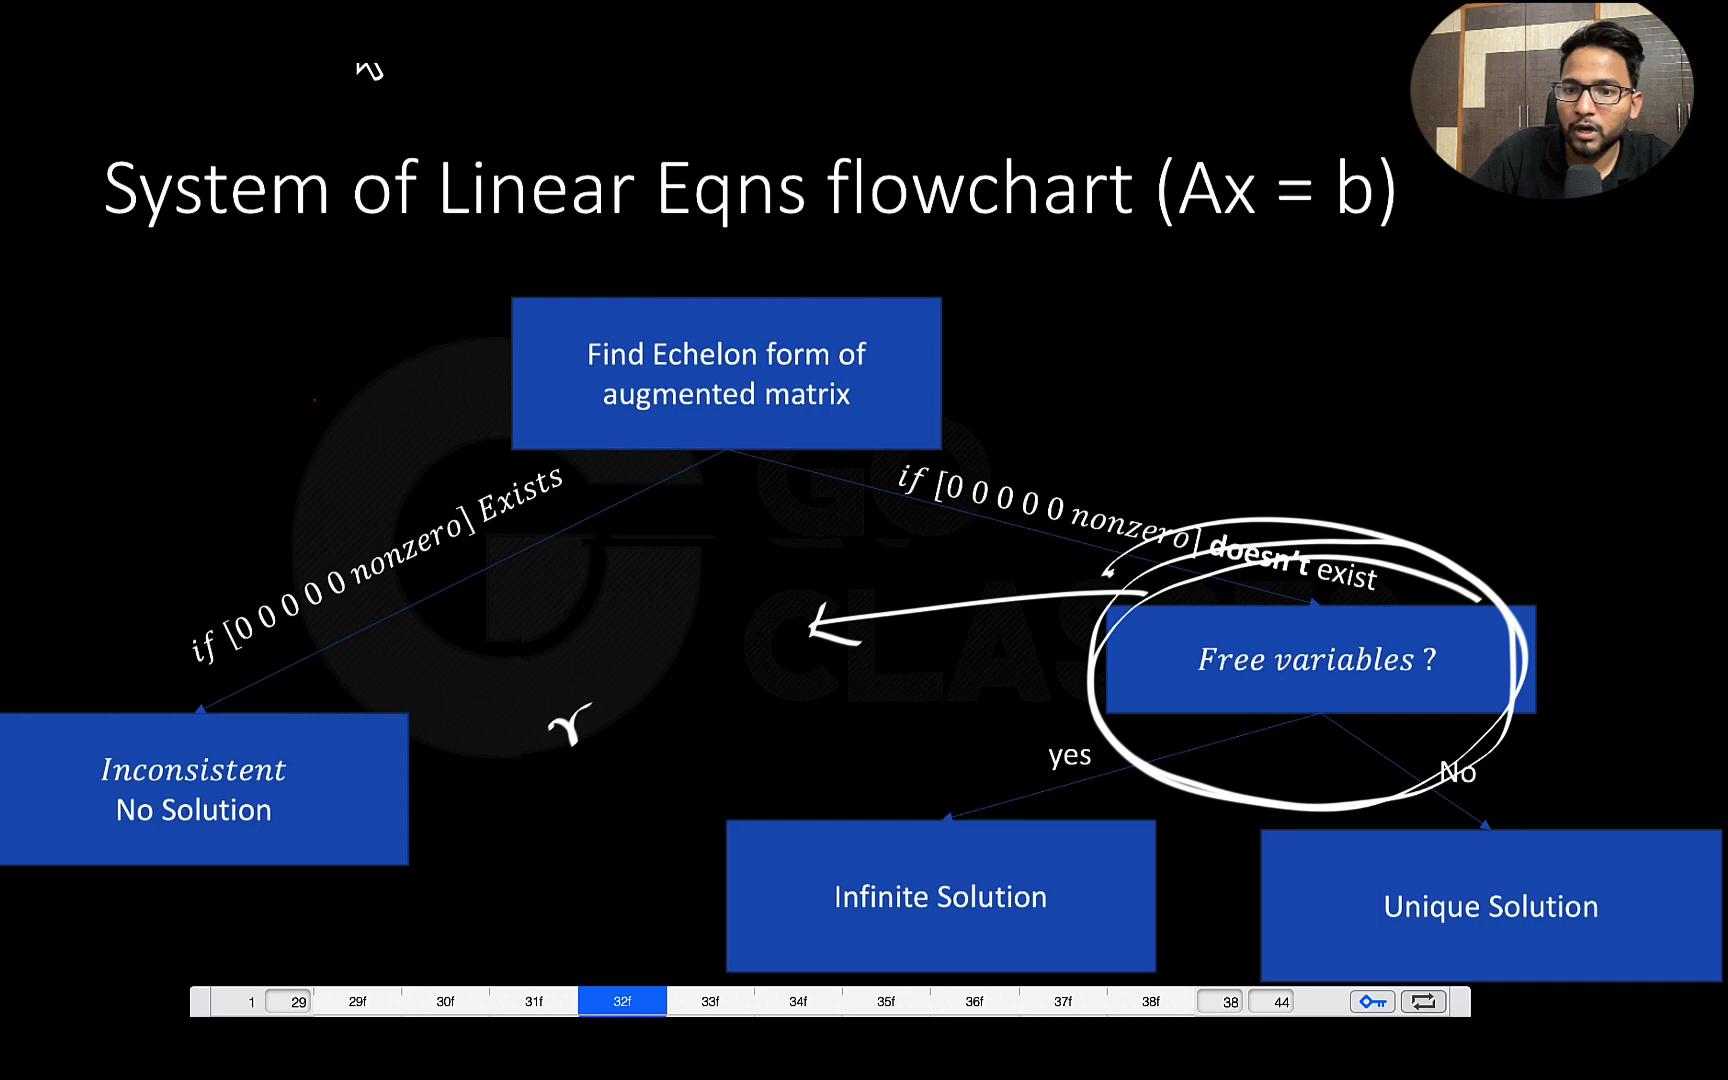 System of Linear Eqns flowchart (Ax = b)
Find Echelon form of
augmented matrix
if [0 0 0 0 0 nonzero] Exists
if [0 0 0 0 0 nonzero] doesn't exist
GO
CLASSES
Free variables ?
Inconsistent
No Solution
yes
No
Infinite Solution
Unique Solution
1 29 29f 30f 31f 32f 33f 34f 35f 36f 37f 38f 38 44